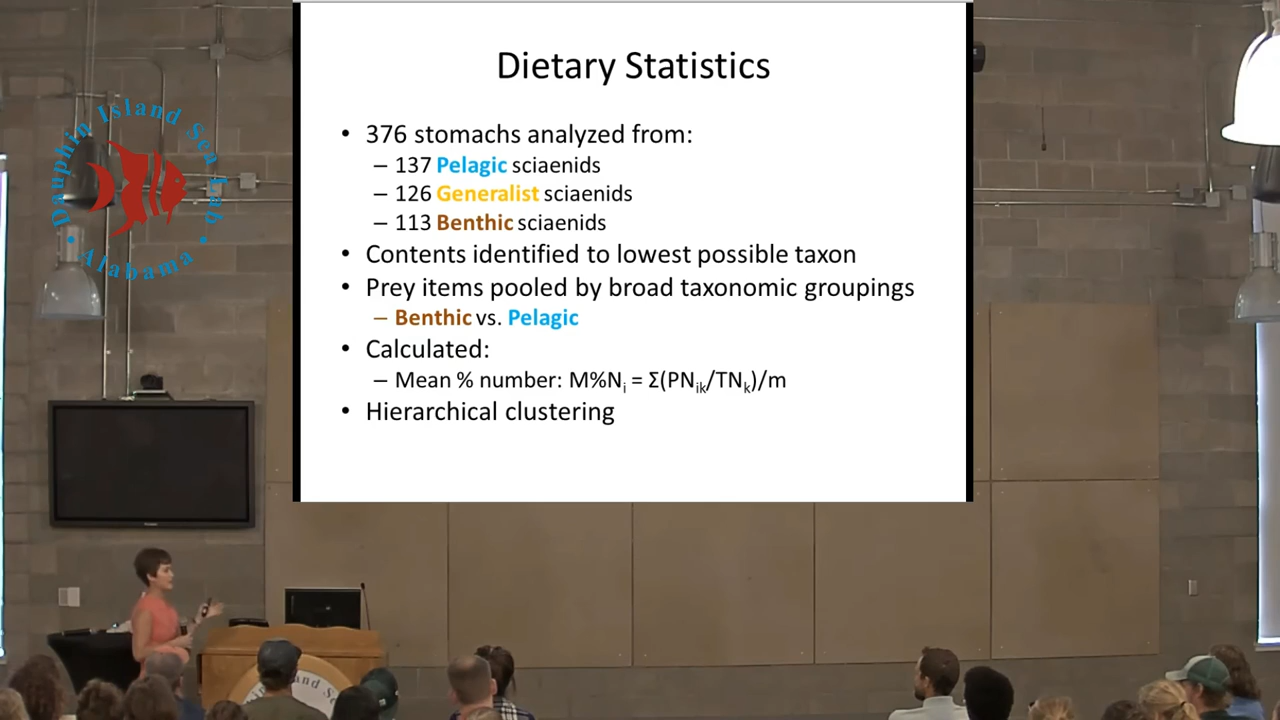 Dietary Statistics
• 376 stomachs analyzed from:
– 137 Pelagic sciaenids
– 126 Generalist sciaenids
– 113 Benthic sciaenids
• Contents identified to lowest possible taxon
• Prey items pooled by broad taxonomic groupings
– Benthic vs. Pelagic
• Calculated:
– Mean % number: M%Nᵢ = Σ(PNᵢₖ/TNₖ)/m
• Hierarchical clustering
Dauphin Island Sea Lab
• Alabama •
Island Se